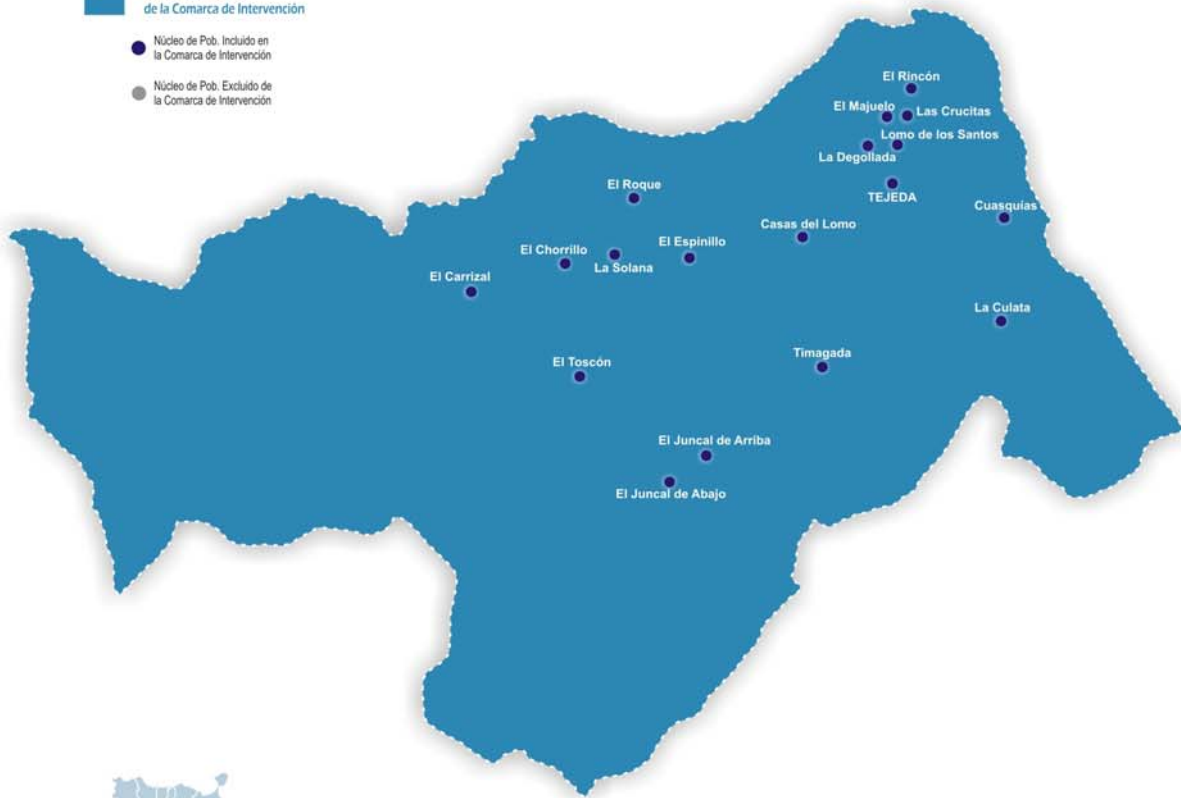 de la Comarca de Intervención
Núcleo de Pob. Incluido en
la Comarca de Intervención
Núcleo de Pob. Excluido de
la Comarca de Intervención
El Rincón
El Majuelo
Las Crucitas
Lomo de los Santos
La Degollada
TEJEDA
El Roque
Cuasquías
Casas del Lomo
El Espinillo
El Chorrillo
La Solana
El Carrizal
La Culata
Timagada
El Toscón
El Juncal de Arriba
El Juncal de Abajo